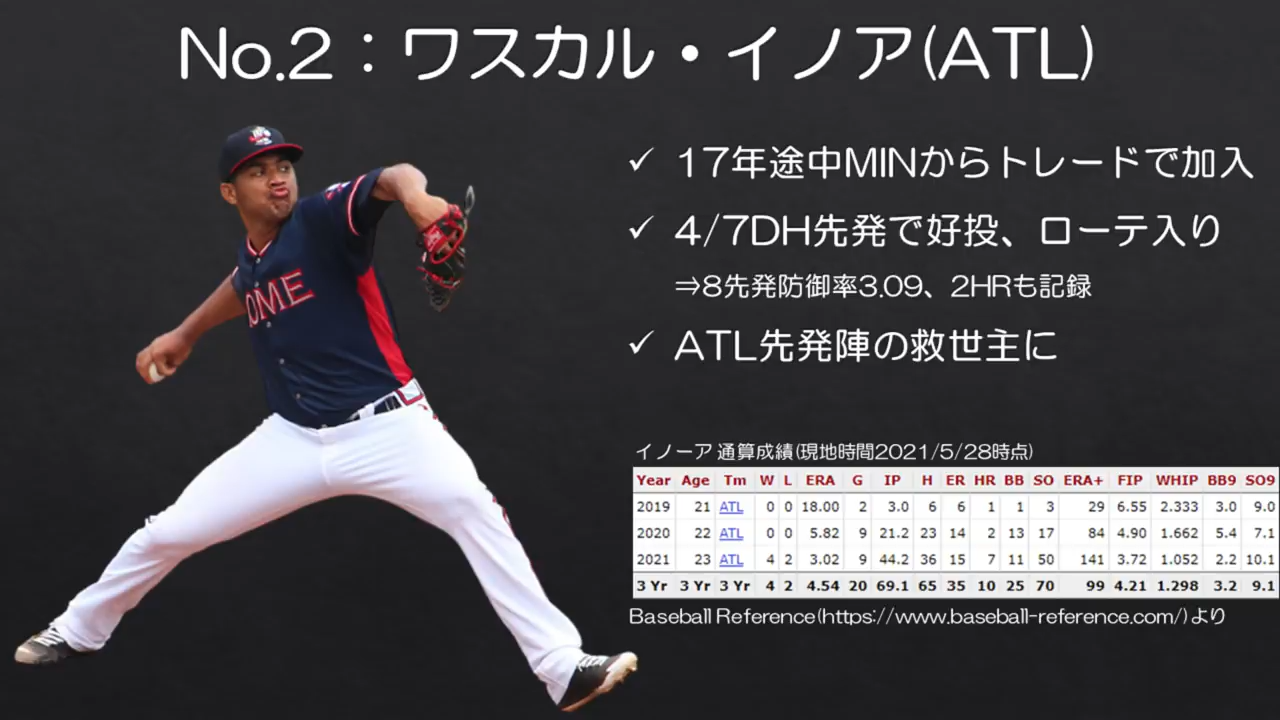 No.2：ワスカル・イノア(ATL)
✓ 17年途中MINからトレードで加入
✓ 4/7DH先発で好投、ローテ入り
⇒8先発防御率3.09、2HRも記録
✓ ATL先発陣の救世主に
OME
イノーア 通算成績(現地時間2021/5/28時点)
Year Age Tm W L ERA G IP H ER HR BB SO ERA+ FIP WHIP BB9 SO9
2019 21 ATL 0 0 18.00 2 3.0 6 6 1 1 3 29 6.55 2.333 3.0 9.0
2020 22 ATL 0 0 5.82 9 21.2 23 14 2 13 17 84 4.90 1.662 5.4 7.1
2021 23 ATL 4 2 3.02 9 44.2 36 15 7 11 50 141 3.72 1.052 2.2 10.1
3 Yr 3 Yr 3 Yr 4 2 4.54 20 69.1 65 35 10 25 70 99 4.21 1.298 3.2 9.1
Baseball Reference(https://www.baseball-reference.com/)より